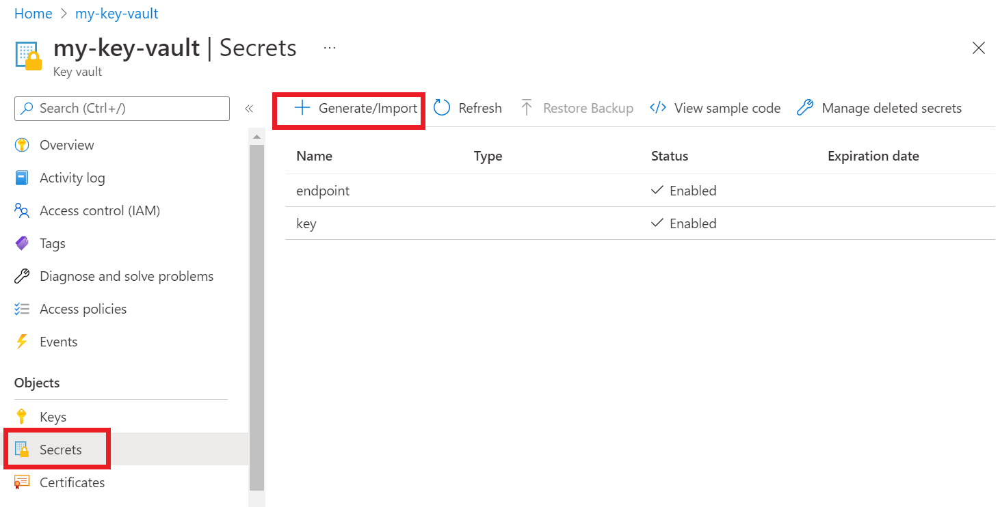 Home > my-key-vault
my-key-vault | Secrets ...
Key vault
Search (Ctrl+/)
«
Generate/Import
Refresh
Restore Backup
View sample code
Manage deleted secrets
Overview
Activity log
Access control (IAM)
Tags
Diagnose and solve problems
Access policies
Events
Objects
Keys
Secrets
Certificates
Name Type Status Expiration date
endpoint Enabled
key Enabled